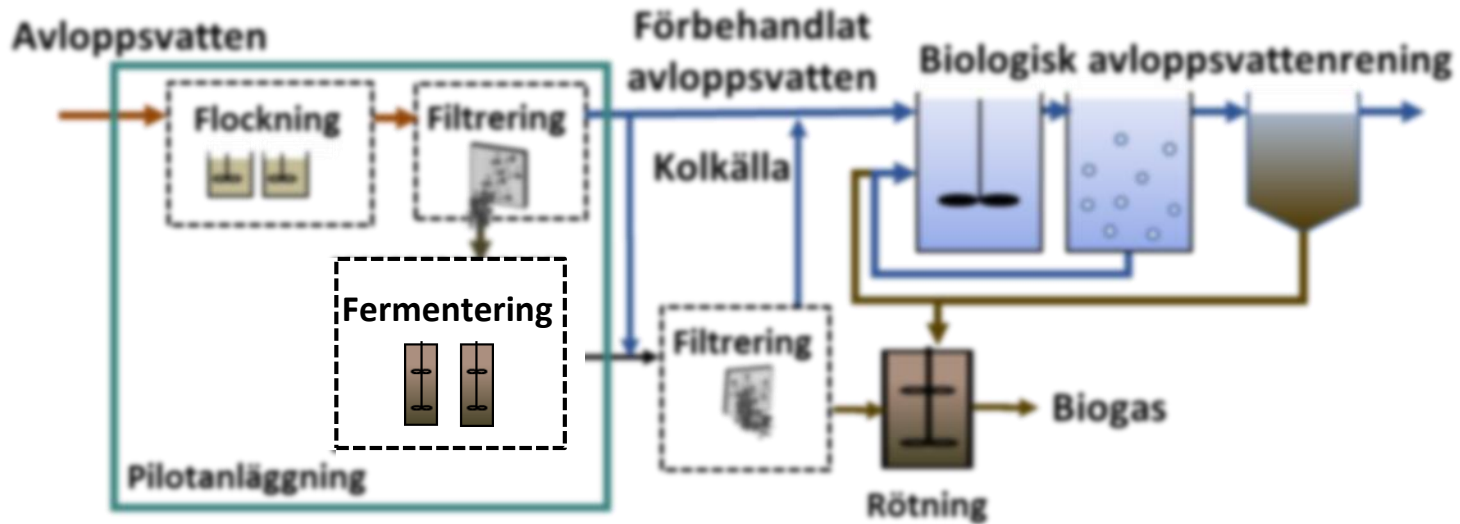 Avloppsvatten
Förbehandlat
avloppsvatten
Biologisk avloppsvattenrening
Flockning
Filtrering
Kolkälla
Fermentering
Filtrering
Biogas
Pilotanläggning
Rötning